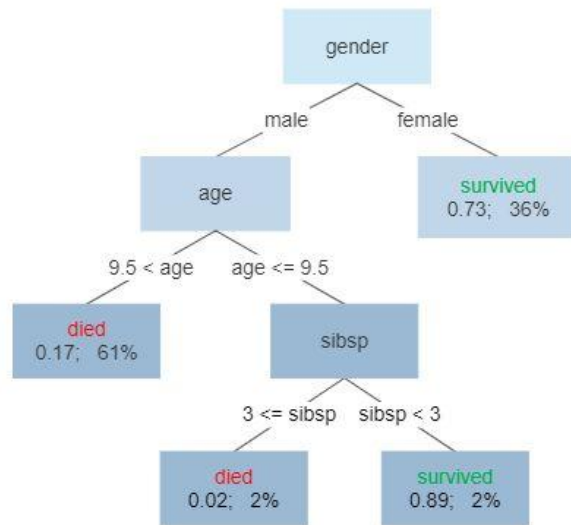 gender
male
female
age
survived
0.73; 36%
9.5 < age
age <= 9.5
died
0.17; 61%
sibsp
3 <= sibsp
sibsp < 3
died
0.02; 2%
survived
0.89; 2%